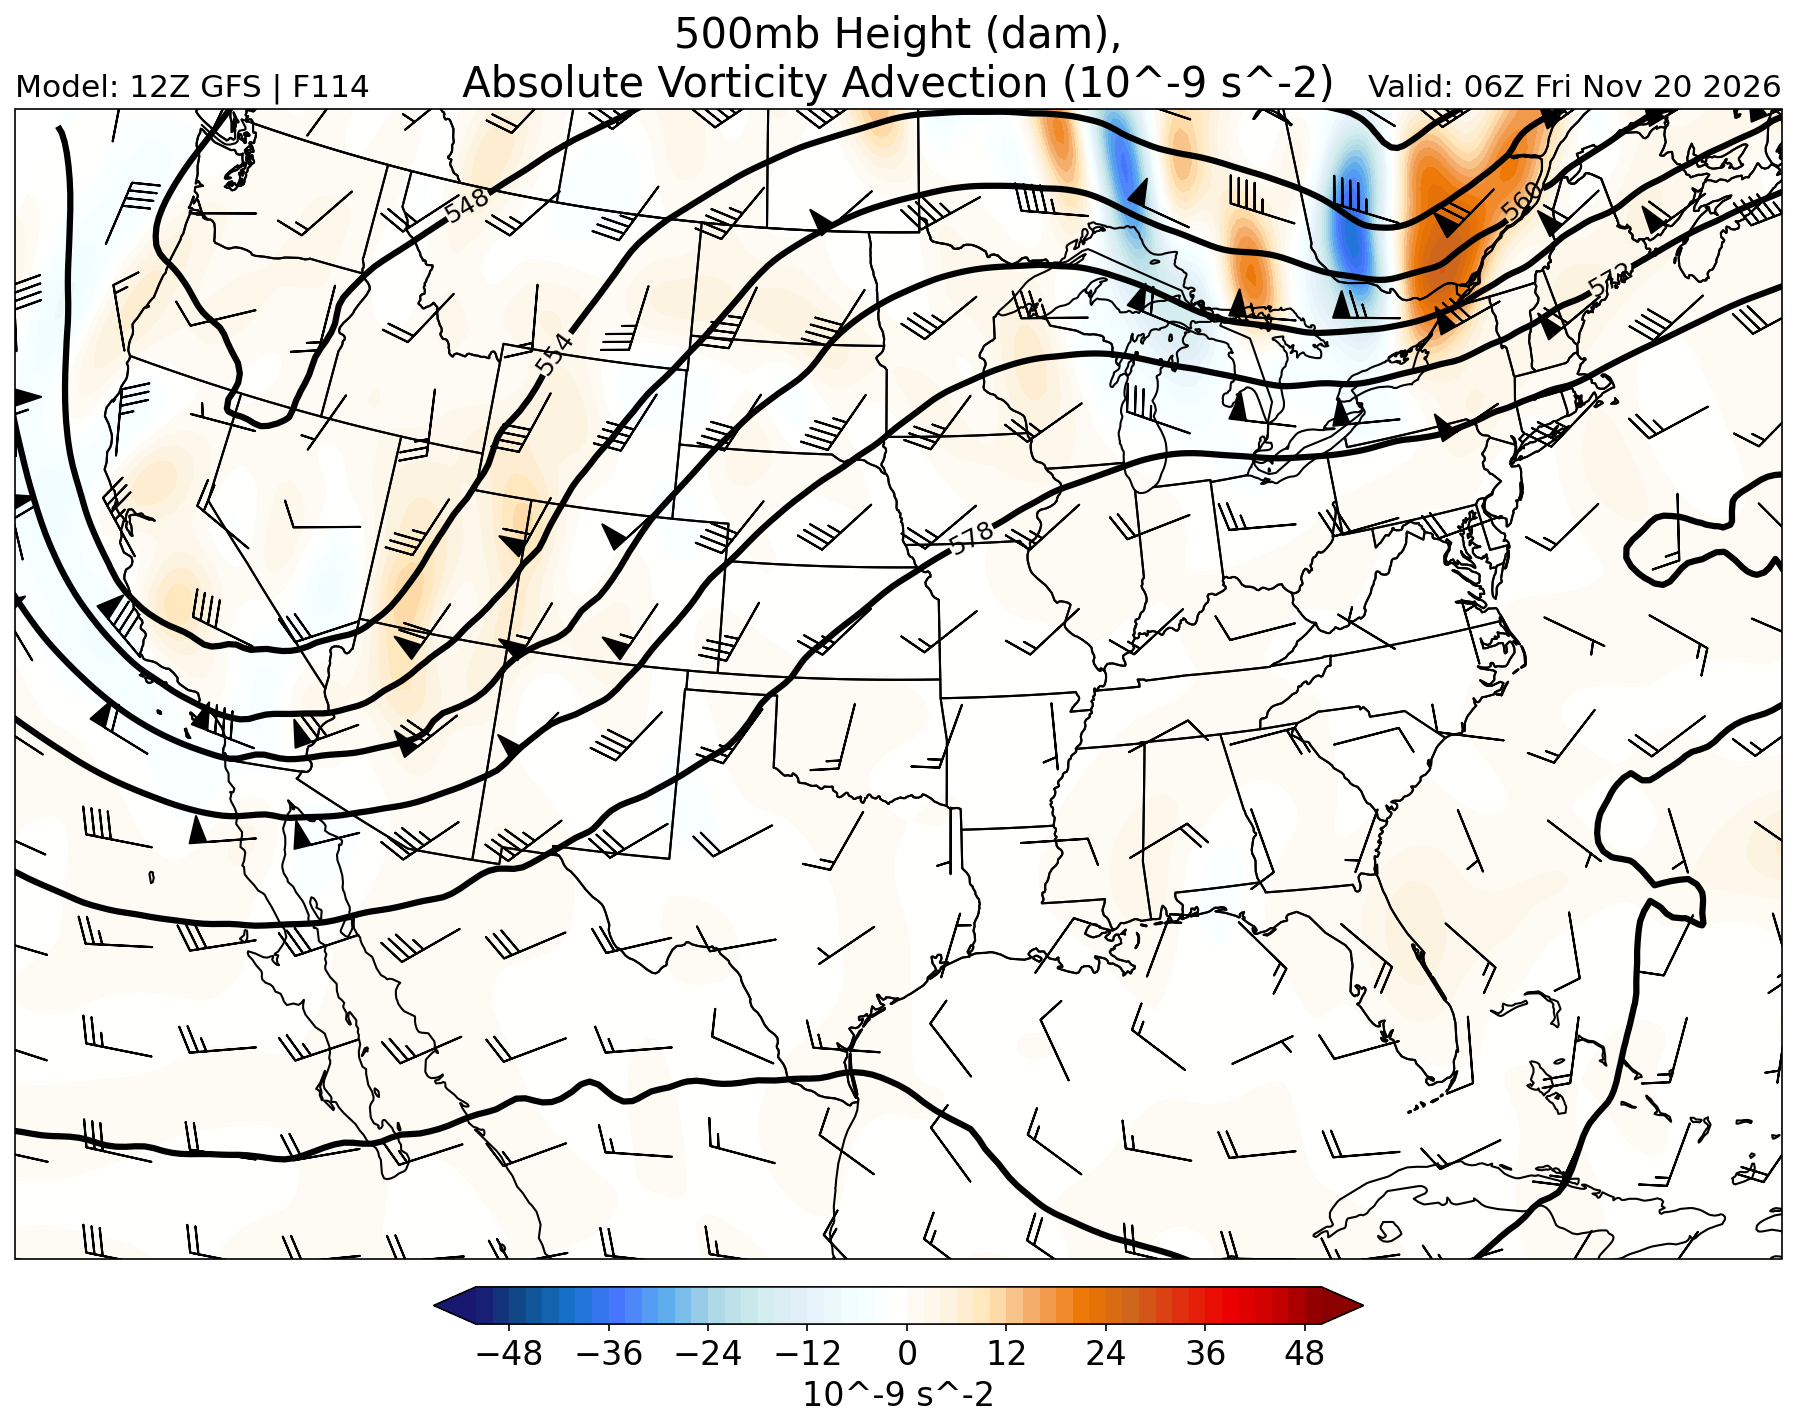 500mb Height (dam),
Model: 12Z GFS | F114
Absolute Vorticity Advection (10^-9 s^-2)
Valid: 06Z Fri Nov 20 2026
548
560
572
554
578
−48 −36 −24 −12 0 12 24 36 48
10^-9 s^-2